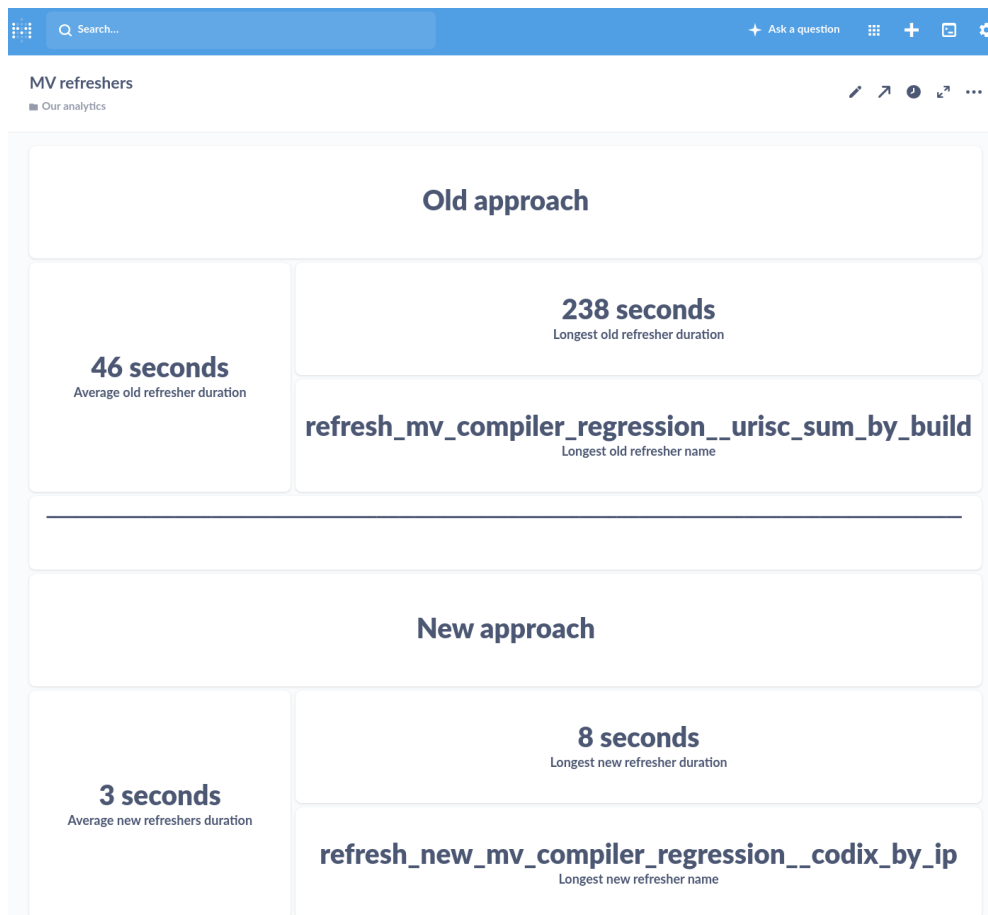 Search...
Ask a question
MV refreshers
Our analytics
Old approach
46 seconds
Average old refresher duration
238 seconds
Longest old refresher duration
refresh_mv_compiler_regression__urisc_sum_by_build
Longest old refresher name
New approach
3 seconds
Average new refreshers duration
8 seconds
Longest new refresher duration
refresh_new_mv_compiler_regression__codix_by_ip
Longest new refresher name